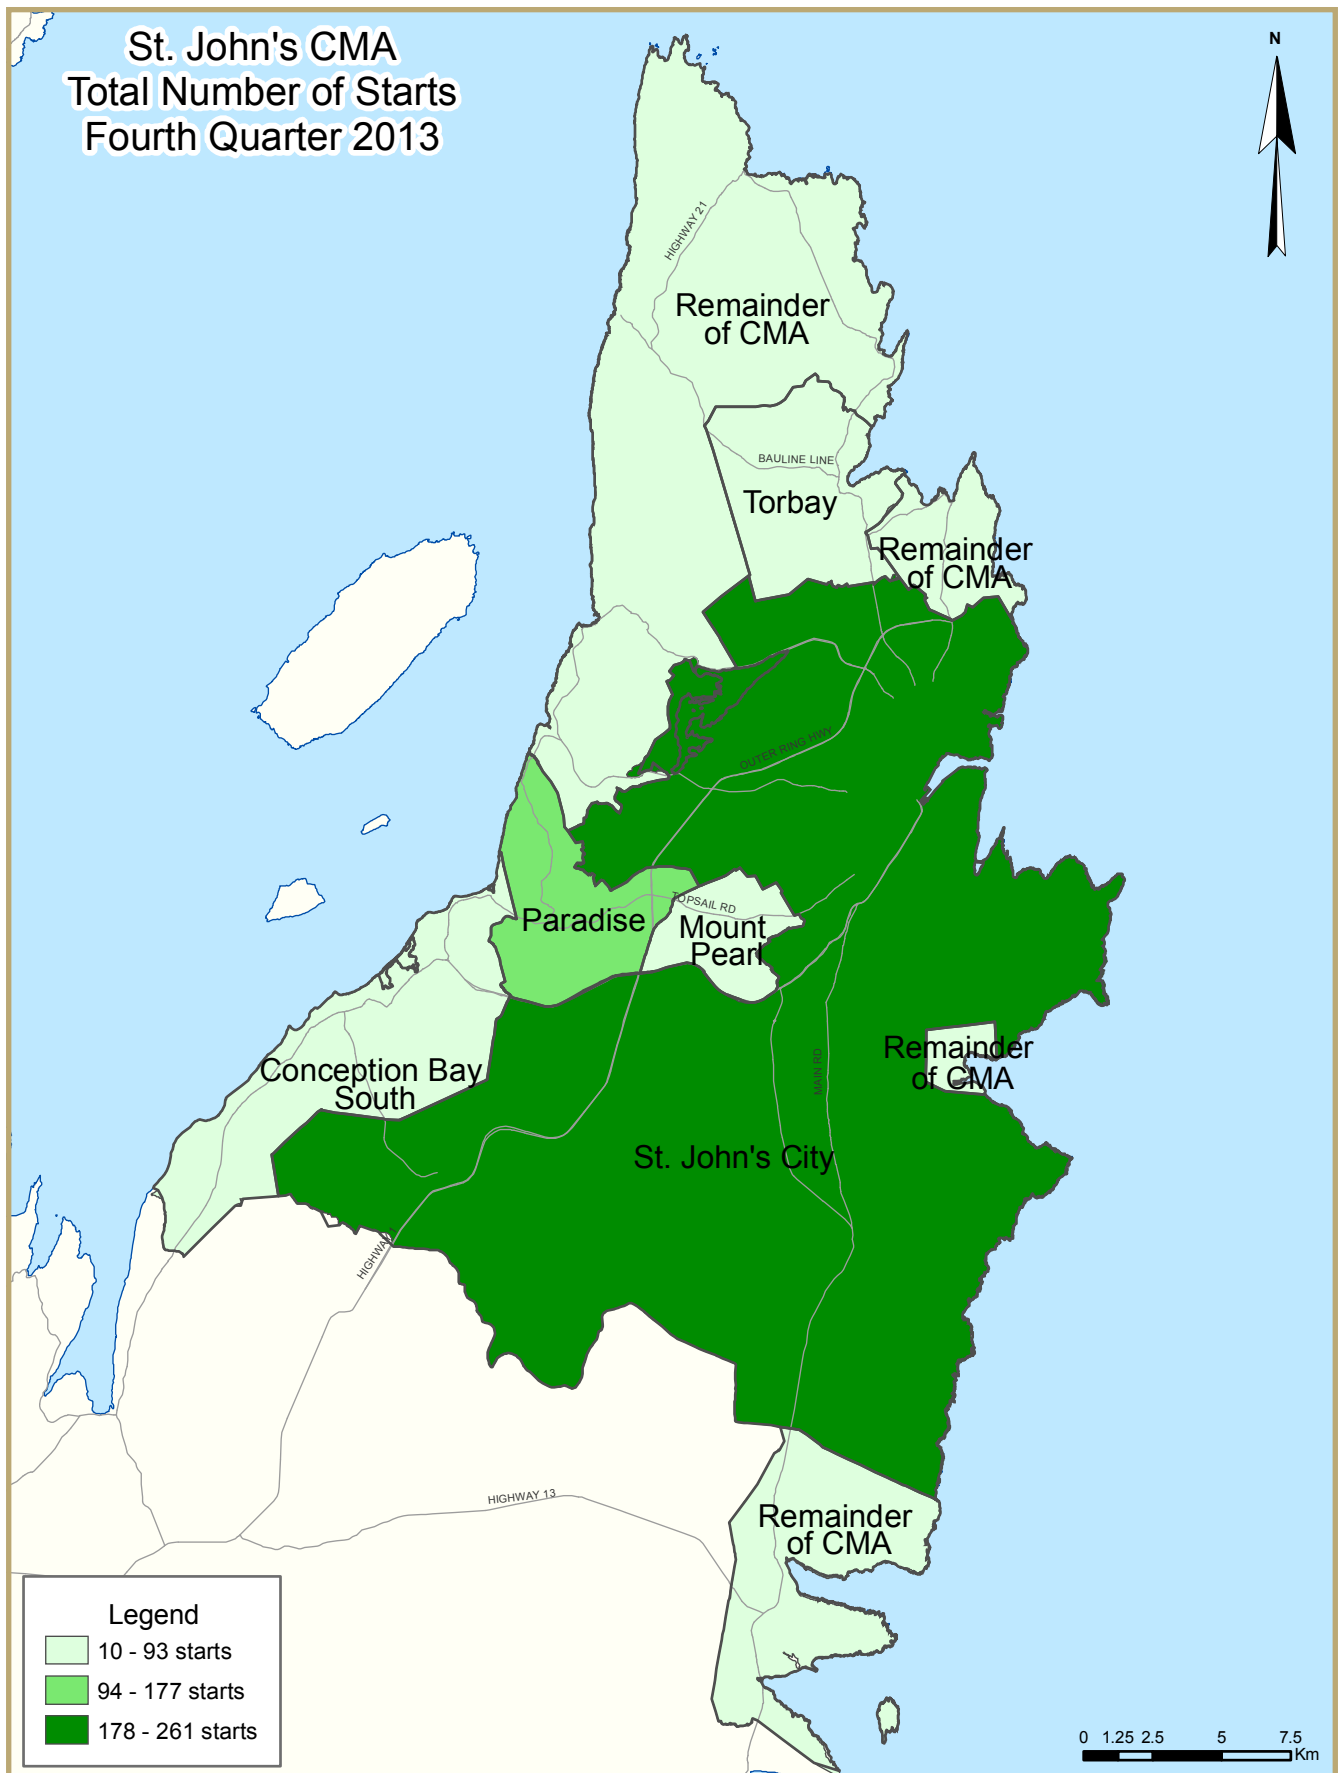 St. John's CMA
Total Number of Starts
Fourth Quarter 2013
N
HIGHWAY 21
Remainder
of CMA
BAULINE LINE
Torbay
Remainder
of CMA
OUTER RING HWY
TOPSAIL RD
Paradise
Mount
Pearl
Conception Bay
South
MAIN RD
Remainder
of CMA
St. John's City
HIGHWAY 1
HIGHWAY 13
Remainder
of CMA
Legend
10 - 93 starts
94 - 177 starts
178 - 261 starts
0 1.25 2.5 5 7.5
Km